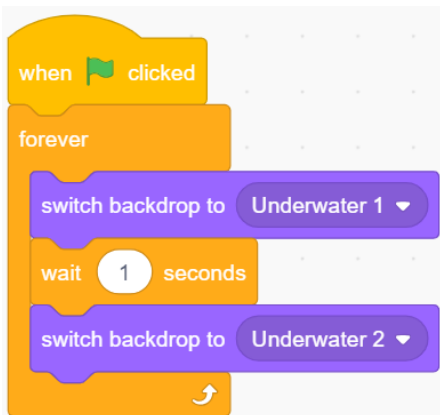 when clicked
forever
switch backdrop to Underwater 1
wait 1 seconds
switch backdrop to Underwater 2